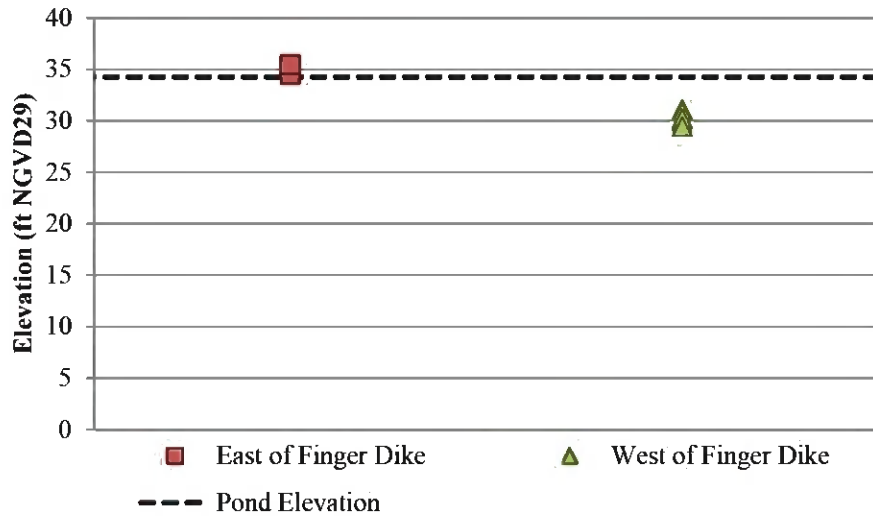 40
35
30
25
20
15
10
5
0
Elevation (ft NGVD29)
East of Finger Dike
West of Finger Dike
Pond Elevation